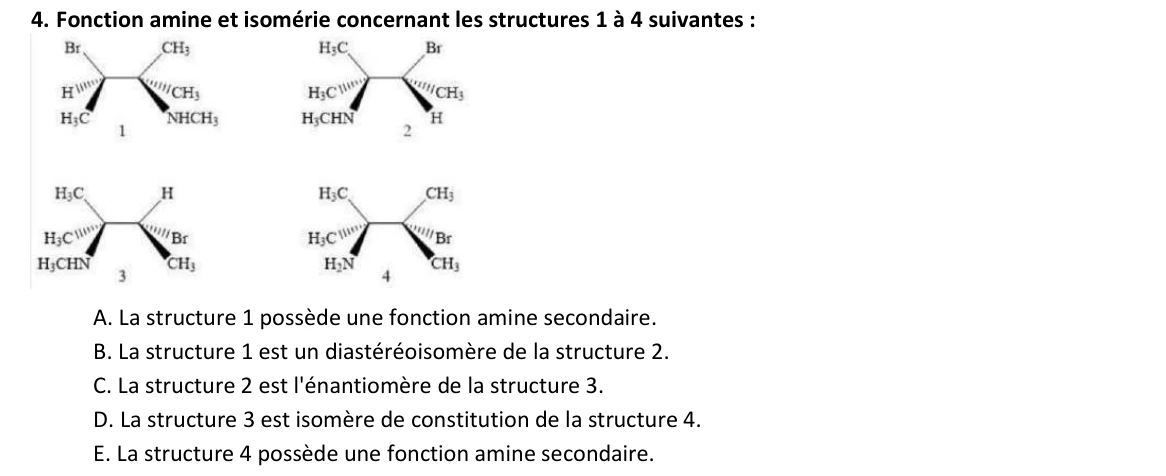 4. Fonction amine et isomérie concernant les structures 1 à 4 suivantes :
Br CH3 H3C Br
H CH3 H3C CH3
H3C NHCH3 H3CHN H
1 2
H3C H H3C CH3
H3C Br H3C Br
H3CHN CH3 H2N CH3
3 4
A. La structure 1 possède une fonction amine secondaire.
B. La structure 1 est un diastéréoisomère de la structure 2.
C. La structure 2 est l'énantiomère de la structure 3.
D. La structure 3 est isomère de constitution de la structure 4.
E. La structure 4 possède une fonction amine secondaire.